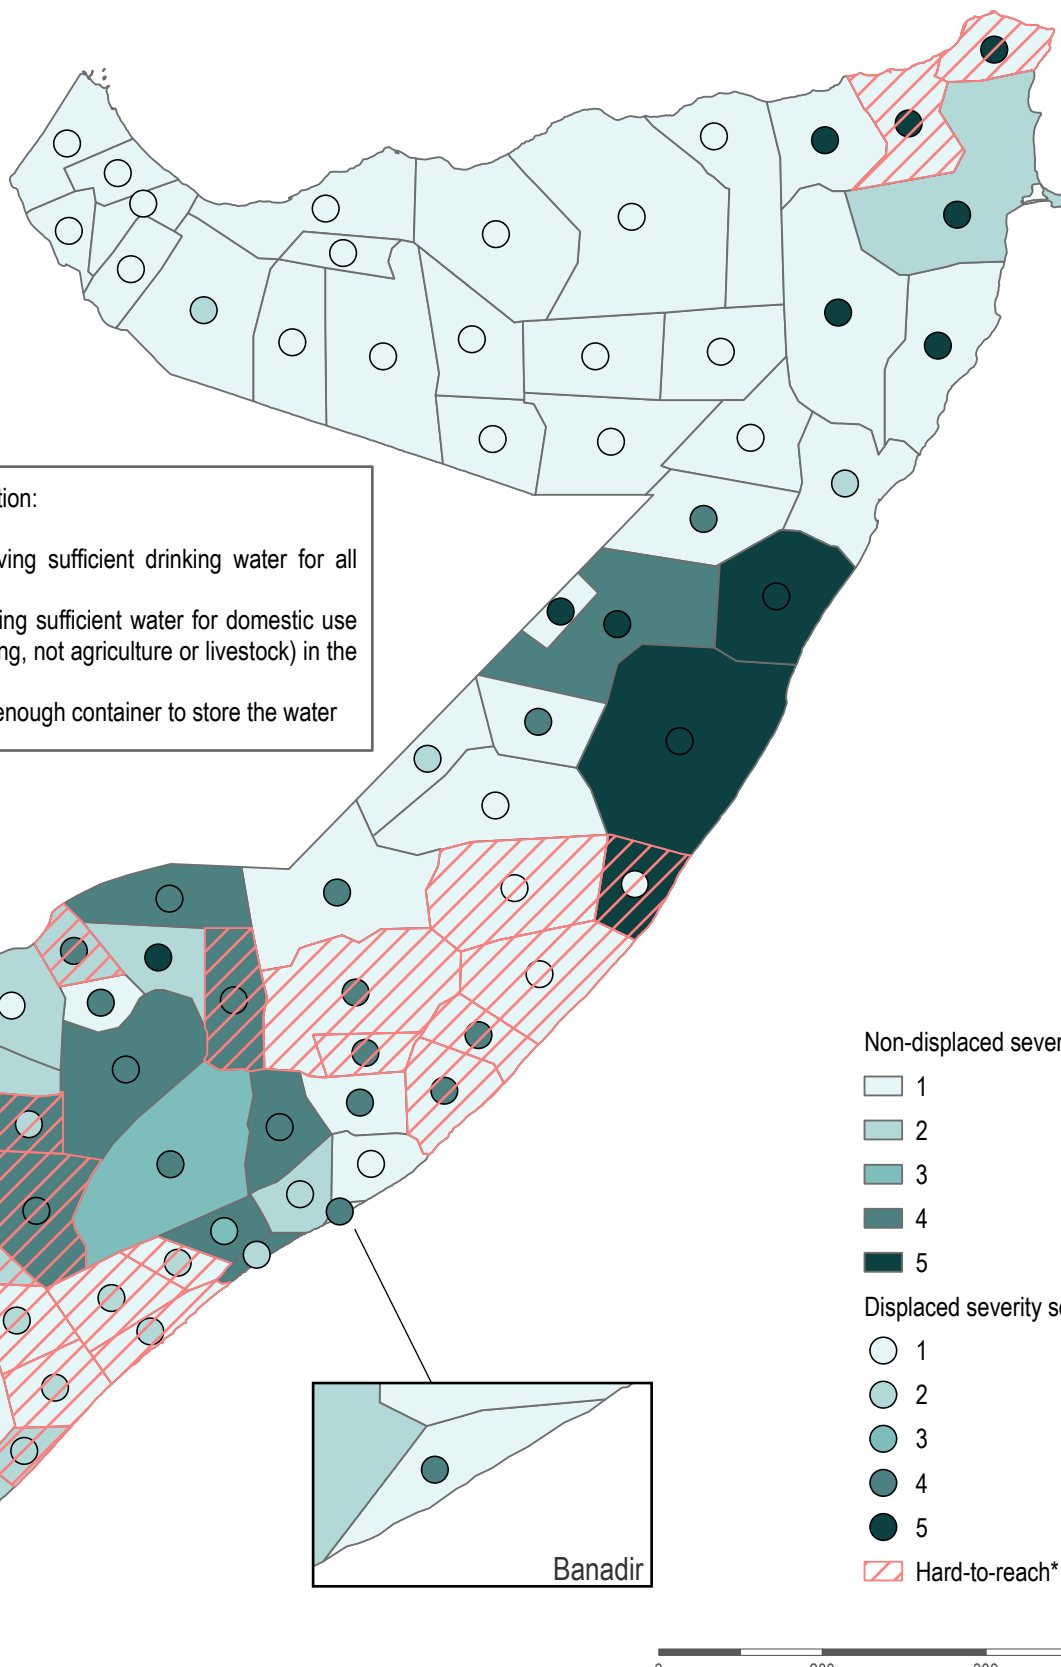 tion:
ving sufficient drinking water for all
ing sufficient water for domestic use
ng, not agriculture or livestock) in the
enough container to store the water
Non-displaced sever
1
2
3
4
5
Displaced severity s
1
2
3
4
5
Hard-to-reach*
Banadir
0